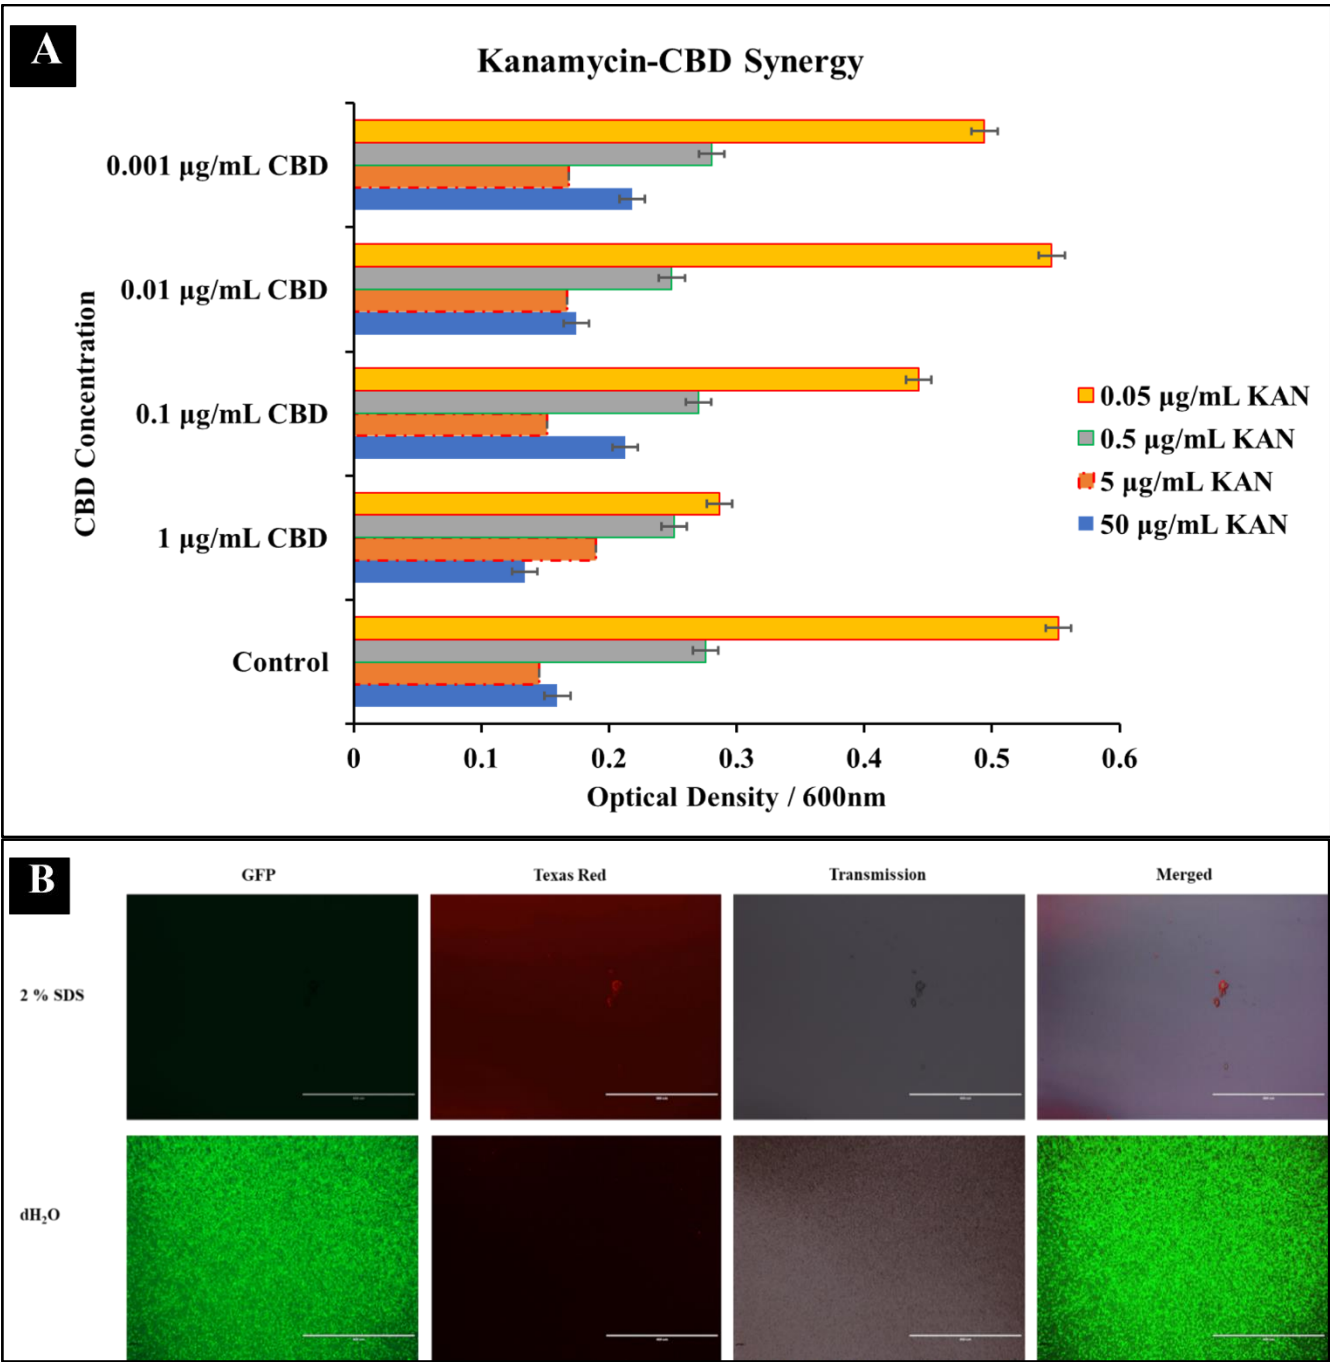 A
Kanamycin-CBD Synergy
0.001 μg/mL CBD
0.01 μg/mL CBD
0.1 μg/mL CBD
1 μg/mL CBD
Control
CBD Concentration
0
0.1
0.2
0.3
0.4
0.5
0.6
Optical Density / 600nm
0.05 μg/mL KAN
0.5 μg/mL KAN
5 μg/mL KAN
50 μg/mL KAN
B
GFP
Texas Red
Transmission
Merged
2 % SDS
dH₂O